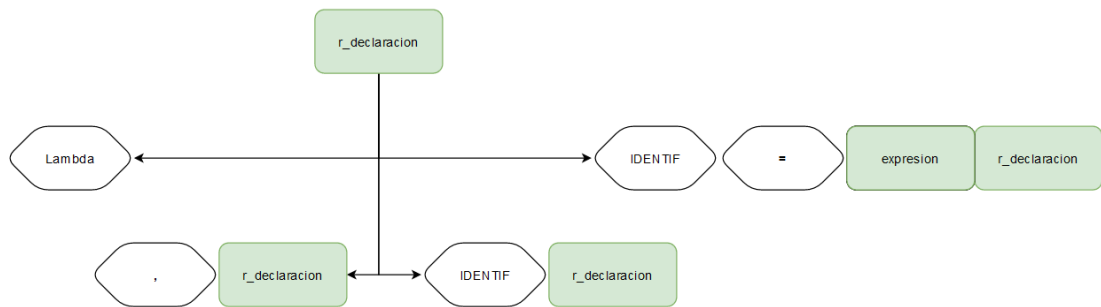 r_declaracion
Lambda
IDENTIF = expresion r_declaracion
, r_declaracion IDENTIF r_declaracion